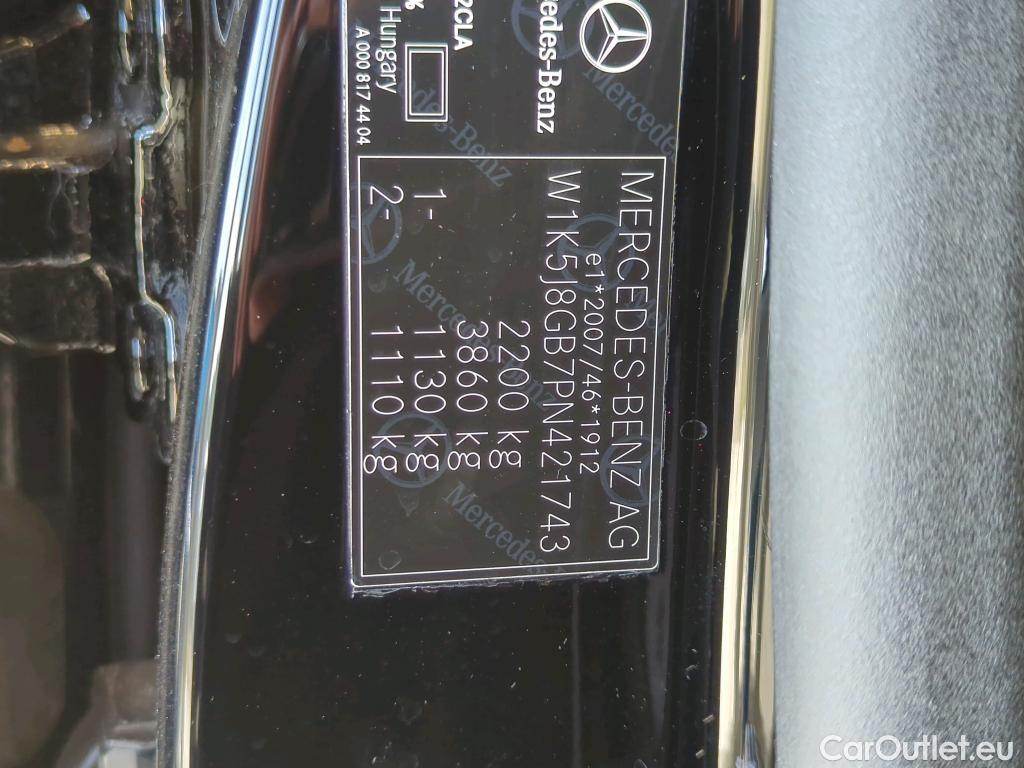 Mercedes-Benz
2CLA
Hungary
A 000 817 44 04
MERCEDES-BENZ AG
e1*2007/46*1912
W1K5J8GB7PN421743
2200 kg
3860 kg
1- 1130 kg
2- 1110 kg
CarOutlet.eu